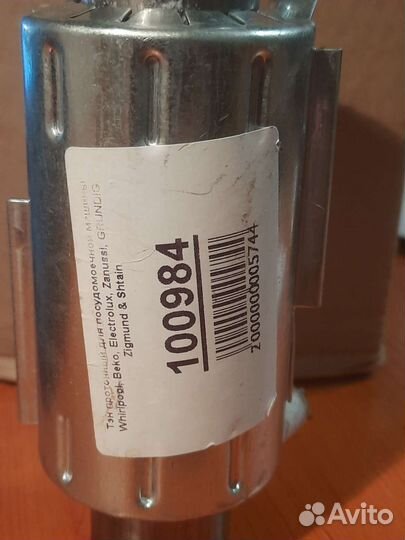 Тэн проточный для посудомоечной машины
Whirlpool, Beko, Electrolux, Zanussi, GRUNDIG
Zigmund & Shtain
100984
2000000005744
Avito